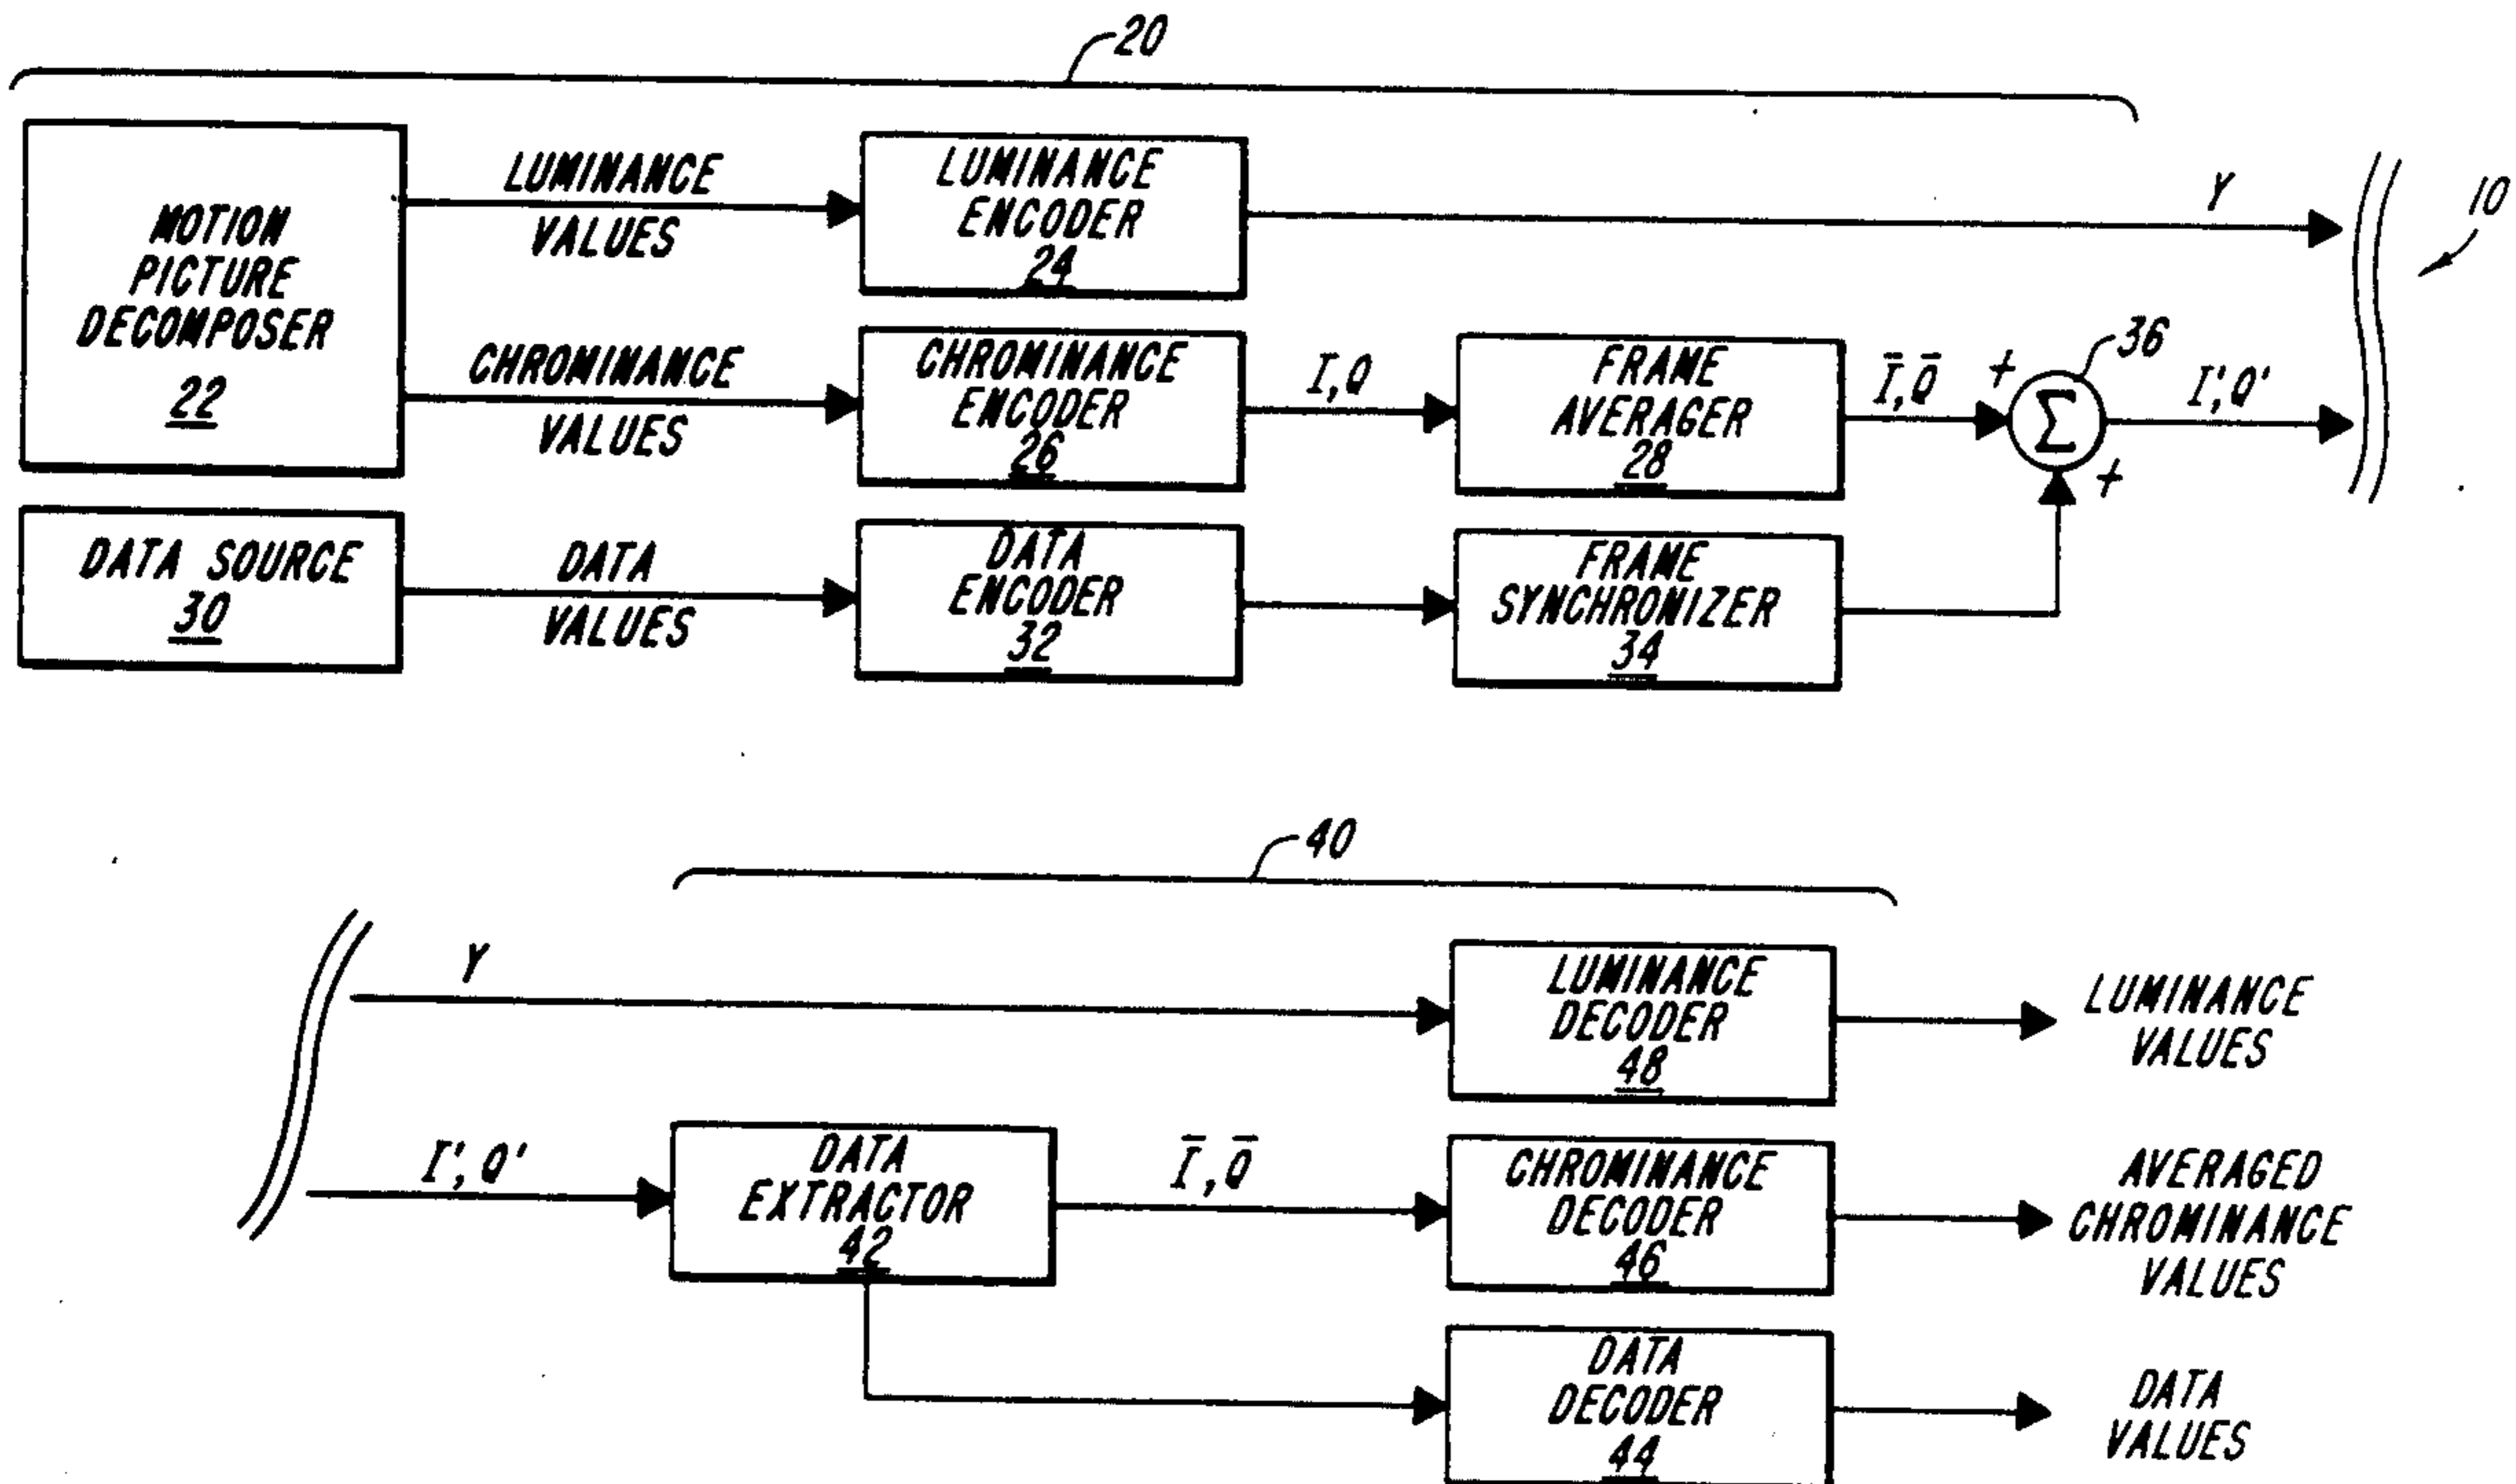 20
MOTION
PICTURE
DECOMPOSER
22
LUMINANCE
VALUES
LUMINANCE
ENCODER
24
Y
10
CHROMINANCE
VALUES
CHROMINANCE
ENCODER
26
I,Q
FRAME
AVERAGER
28
Ī,Q̄
+
36
Σ
+
I',Q'
DATA SOURCE
30
DATA
VALUES
DATA
ENCODER
32
FRAME
SYNCHRONIZER
34
40
Y
LUMINANCE
DECODER
48
LUMINANCE
VALUES
I',Q'
DATA
EXTRACTOR
42
Ī,Q̄
CHROMINANCE
DECODER
46
AVERAGED
CHROMINANCE
VALUES
DATA
DECODER
44
DATA
VALUES